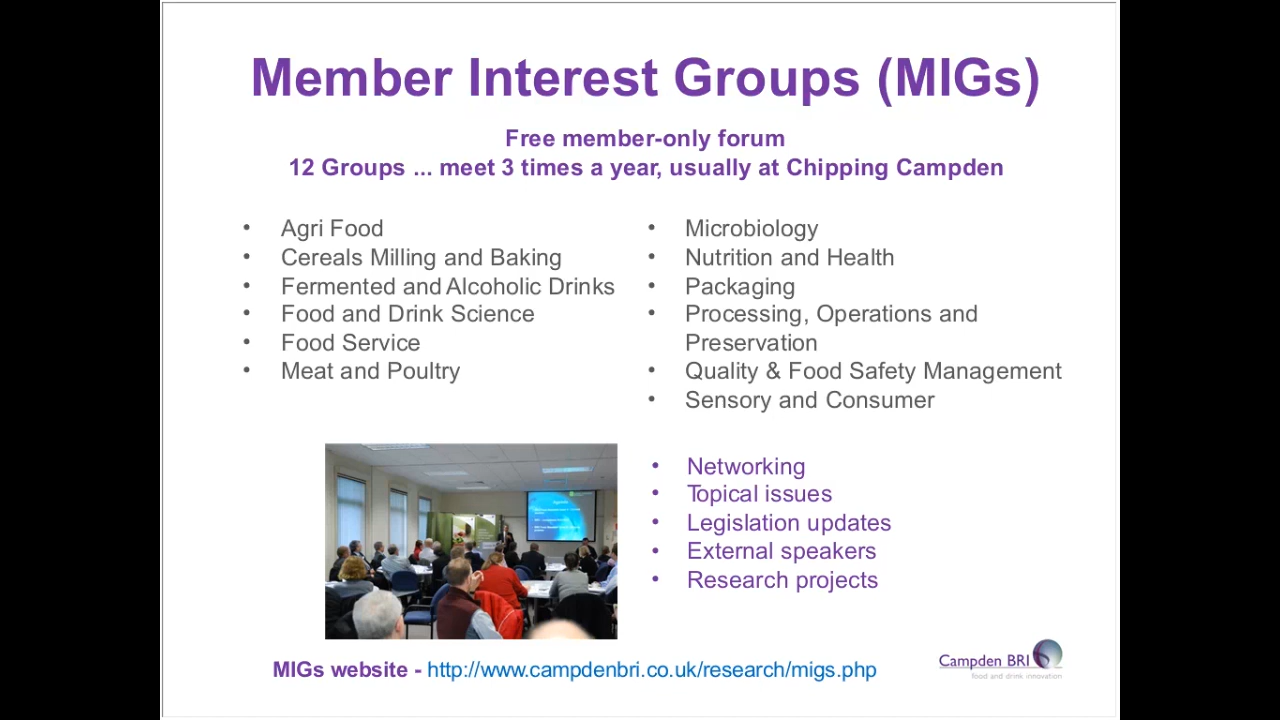 Member Interest Groups (MIGs)
Free member-only forum
12 Groups ... meet 3 times a year, usually at Chipping Campden
• Agri Food
• Cereals Milling and Baking
• Fermented and Alcoholic Drinks
• Food and Drink Science
• Food Service
• Meat and Poultry
• Microbiology
• Nutrition and Health
• Packaging
• Processing, Operations and
Preservation
• Quality & Food Safety Management
• Sensory and Consumer
• Networking
• Topical issues
• Legislation updates
• External speakers
• Research projects
MIGs website - http://www.campdenbri.co.uk/research/migs.php
Campden BRI
food and drink innovation